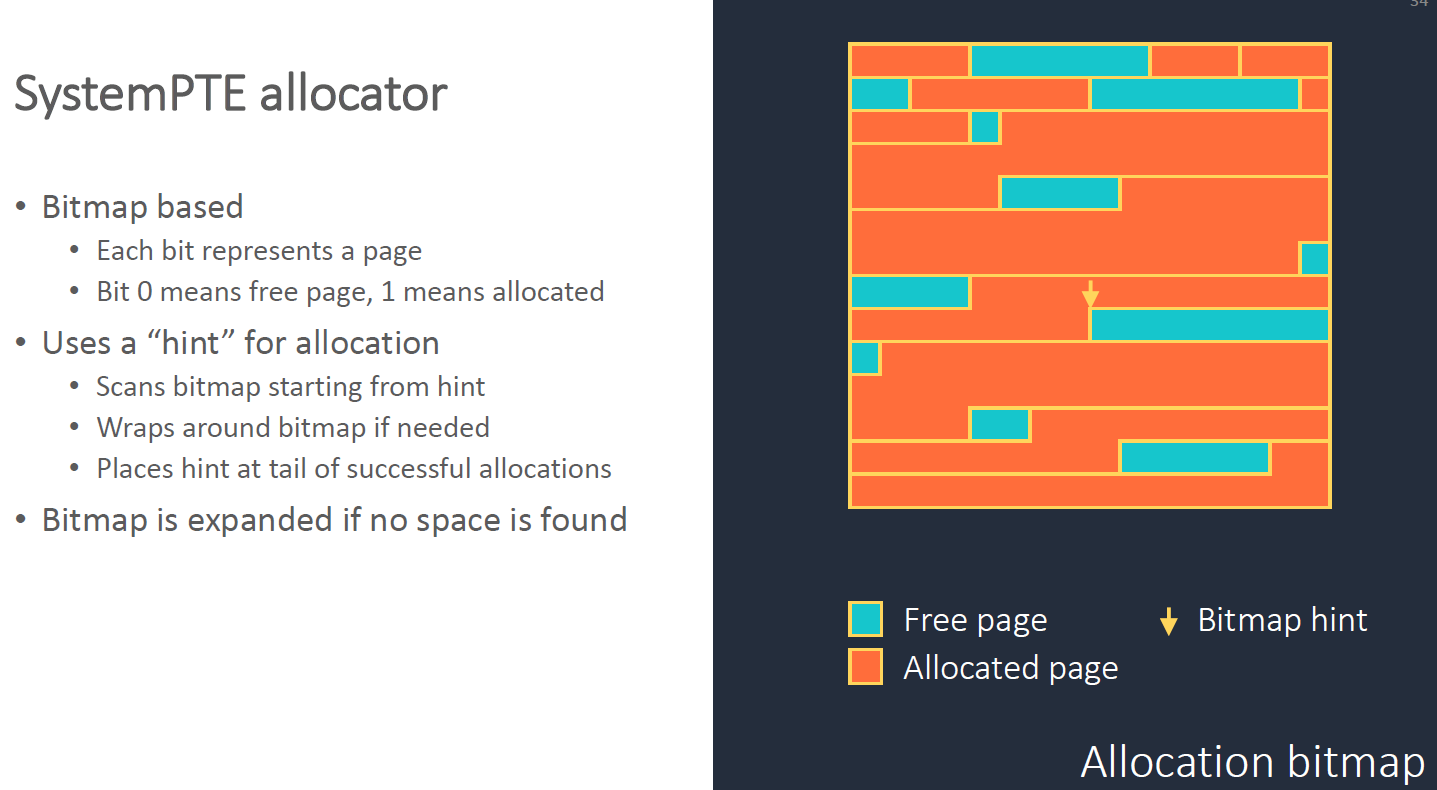 34
SystemPTE allocator
• Bitmap based
• Each bit represents a page
• Bit 0 means free page, 1 means allocated
• Uses a “hint” for allocation
• Scans bitmap starting from hint
• Wraps around bitmap if needed
• Places hint at tail of successful allocations
• Bitmap is expanded if no space is found
Free page
Bitmap hint
Allocated page
Allocation bitmap